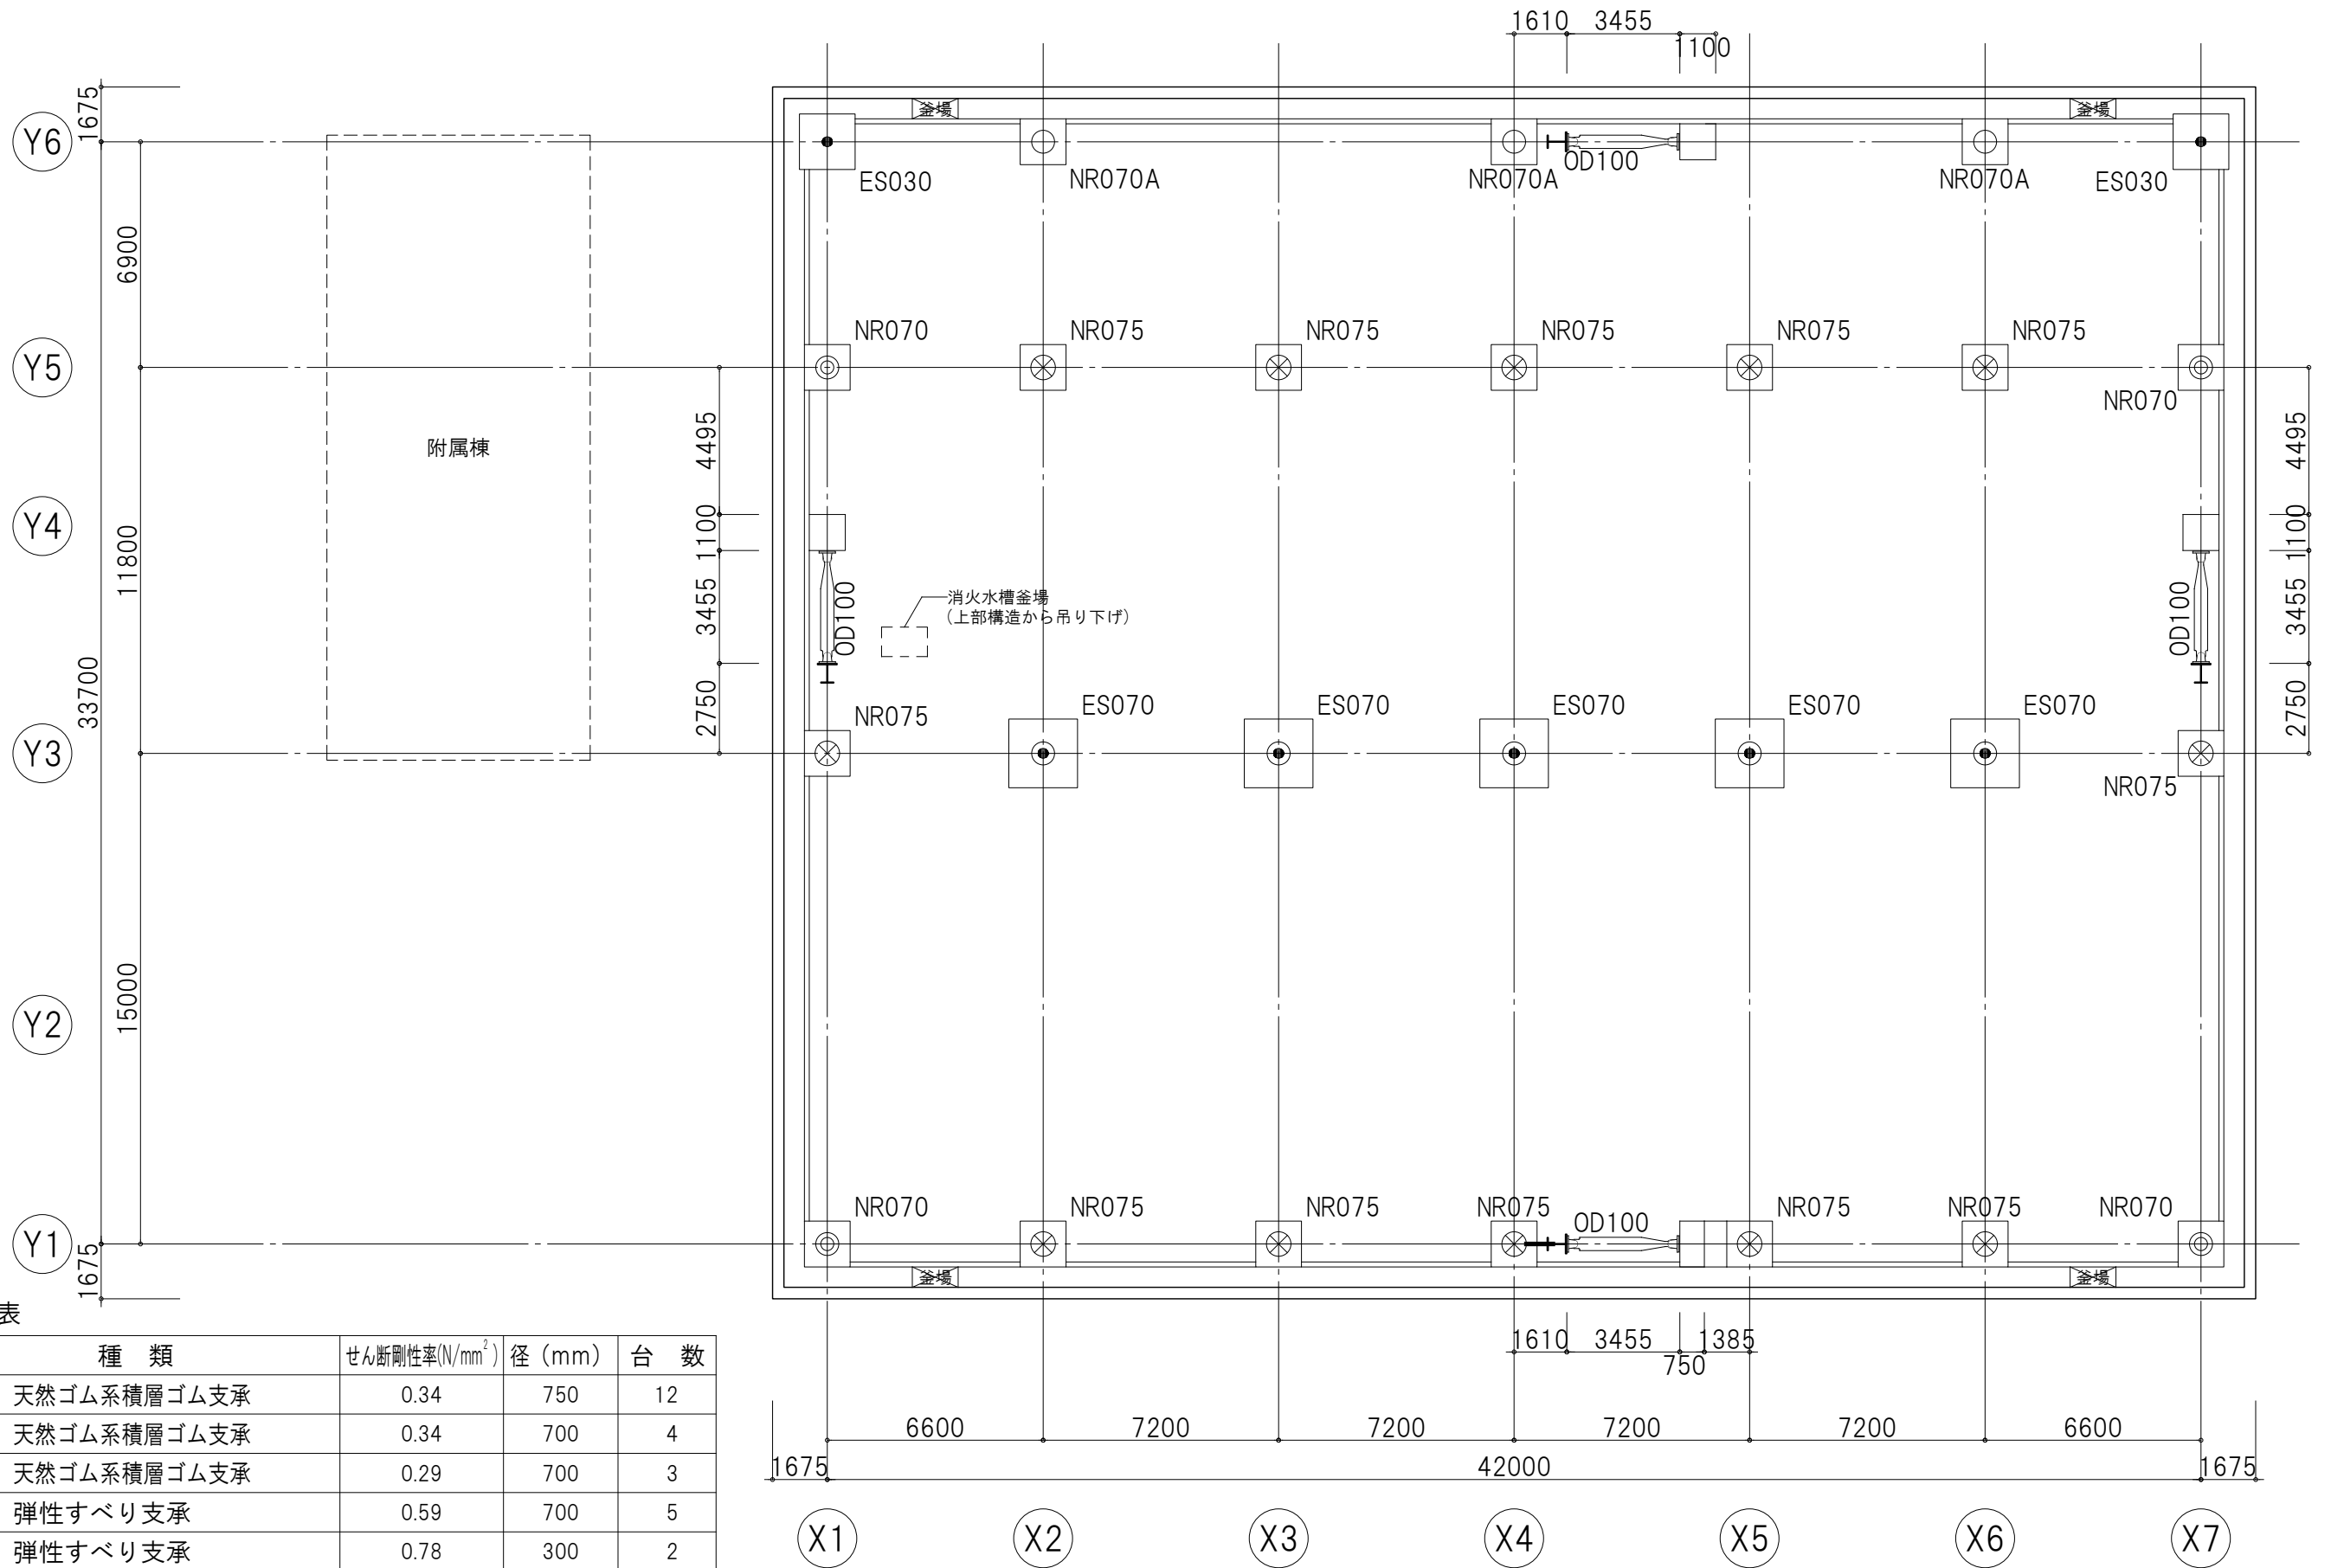 1610 3455
1100
1675
釜場 釜場
Y6
OD100
ES030 NR070A NR070A NR070A ES030
6900
NR070 NR075 NR075 NR075 NR075 NR075
Y5
NR070
附属棟
4495 4495
Y4
1100 1100
11800
消火水槽釜場
(上部構造から吊り下げ)
3455 OD100 OD100 3455
33700
2750 2750
NR075 ES070 ES070 ES070 ES070 ES070
Y3
NR075
15000
Y2
NR070 NR075 NR075 NR075 NR075 NR075 NR070
OD100
Y1
1675
釜場 釜場
表
種 類 せん断剛性率(N/mm²) 径(mm) 台 数
天然ゴム系積層ゴム支承 0.34 750 12
天然ゴム系積層ゴム支承 0.34 700 4
天然ゴム系積層ゴム支承 0.29 700 3
弾性すべり支承 0.59 700 5
弾性すべり支承 0.78 300 2
1610 3455 1385
750
6600 7200 7200 7200 7200 6600
1675 42000 1675
X1 X2 X3 X4 X5 X6 X7